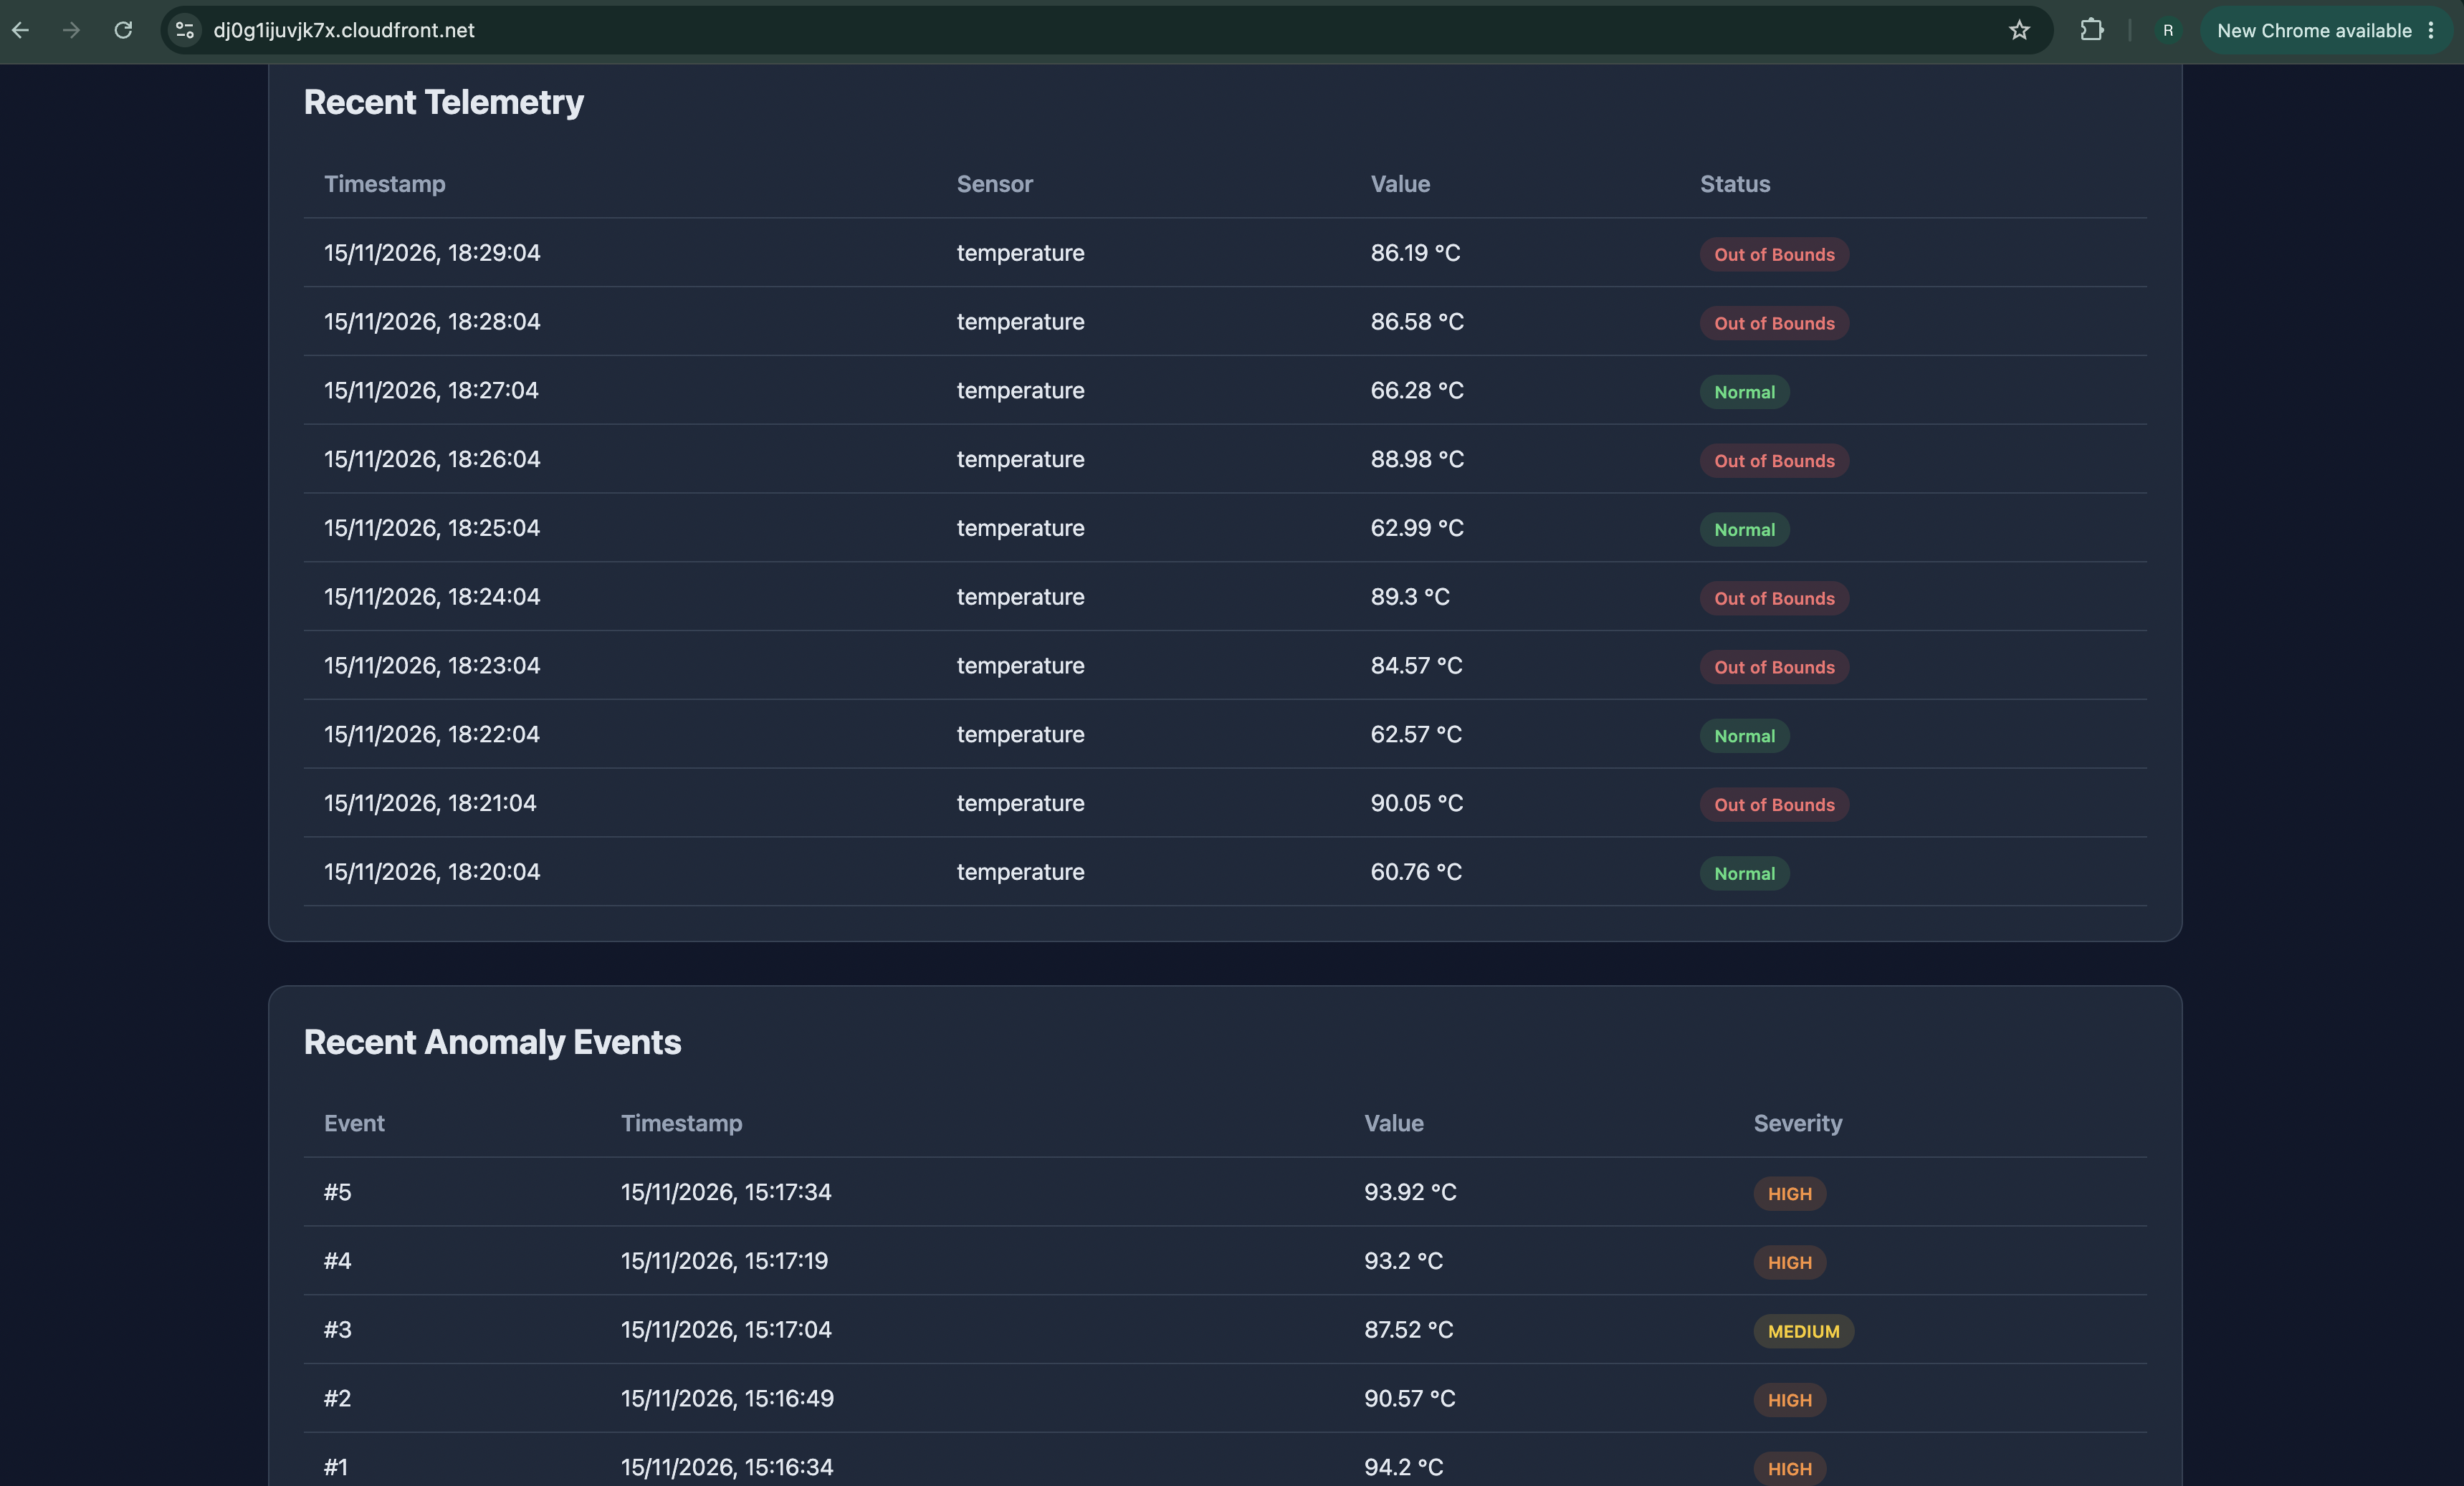 dj0g1ijuvjk7x.cloudfront.net R New Chrome available
Recent Telemetry
Timestamp Sensor Value Status
15/11/2026, 18:29:04 temperature 86.19 °C Out of Bounds
15/11/2026, 18:28:04 temperature 86.58 °C Out of Bounds
15/11/2026, 18:27:04 temperature 66.28 °C Normal
15/11/2026, 18:26:04 temperature 88.98 °C Out of Bounds
15/11/2026, 18:25:04 temperature 62.99 °C Normal
15/11/2026, 18:24:04 temperature 89.3 °C Out of Bounds
15/11/2026, 18:23:04 temperature 84.57 °C Out of Bounds
15/11/2026, 18:22:04 temperature 62.57 °C Normal
15/11/2026, 18:21:04 temperature 90.05 °C Out of Bounds
15/11/2026, 18:20:04 temperature 60.76 °C Normal
Recent Anomaly Events
Event Timestamp Value Severity
#5 15/11/2026, 15:17:34 93.92 °C HIGH
#4 15/11/2026, 15:17:19 93.2 °C HIGH
#3 15/11/2026, 15:17:04 87.52 °C MEDIUM
#2 15/11/2026, 15:16:49 90.57 °C HIGH
#1 15/11/2026, 15:16:34 94.2 °C HIGH